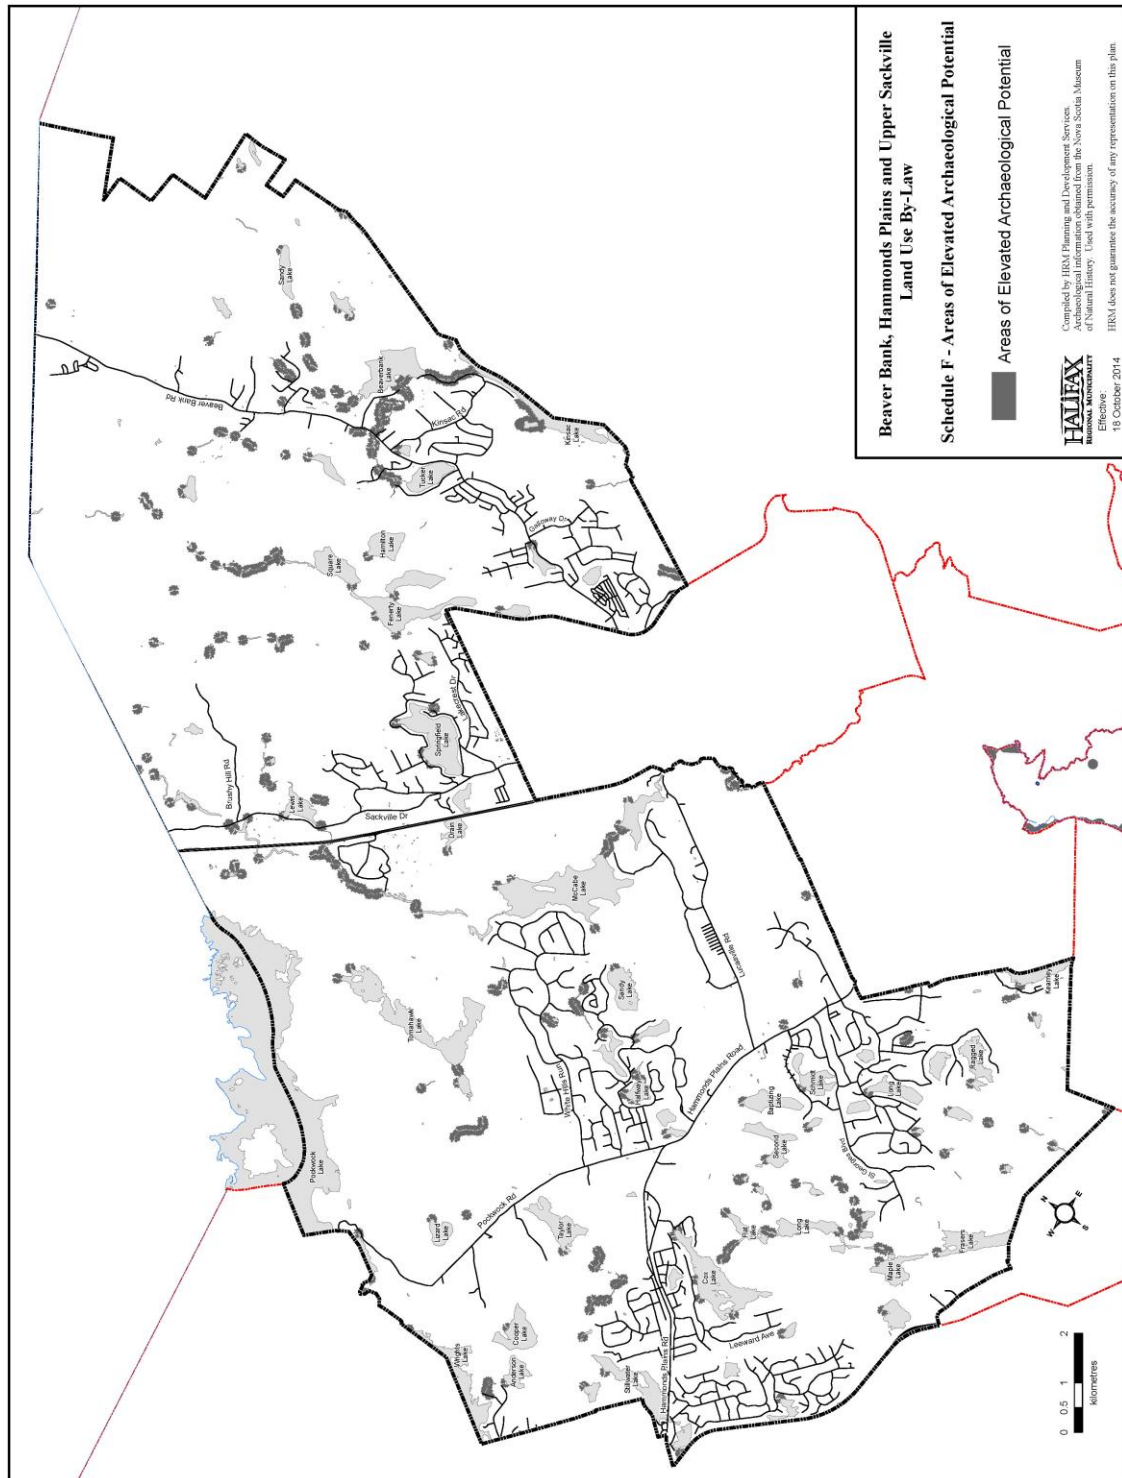 Beaver Bank, Hammonds Plains and Upper Sackville
Land Use By-Law
Schedule F - Areas of Elevated Archaeological Potential
Areas of Elevated Archaeological Potential
HALIFAX
REGIONAL MUNICIPALITY
Effective:
18 October 2014
Compiled by HRM Planning and Development Services.
Archaeological information obtained from the Nova Scotia Museum
of Natural History. Used with permission.
HRM does not guarantee the accuracy of any representation on this plan.
Wrights
Lake
Anderson
Lake
Cooper
Lake
Stillwater
Lake
Hammonds Plains Rd
Pockwock
Lake
Lizard
Lake
Pockwock Rd
Taylor
Lake
Cox
Lake
Leeward Ave
Flat
Lake
Long
Lake
Maple
Lake
Frasers
Lake
Tomahawk
Lake
White Hills Run
Halfway
Lake
Sandy
Lake
Hammonds Plains Road
Second
Lake
Baptizing
Lake
Schmidt
Lake
St Georges Blvd
Long
Lake
Ragged
Lake
Kearney
Lake
McCabe
Lake
Lucasville Rd
Drain
Lake
Sackville Dr
Lewis
Lake
Brushy Hill Rd
Springfield
Lake
Lakecrest Dr
Fenerty
Lake
Square
Lake
Hamilton
Lake
Tucker
Lake
Galloway Dr
Kinsac Rd
Kinsac
Lake
Beaverbank
Lake
Beaver Bank Rd
Sandy
Lake
N
E
S
W
0 0.5 1 2
kilometres